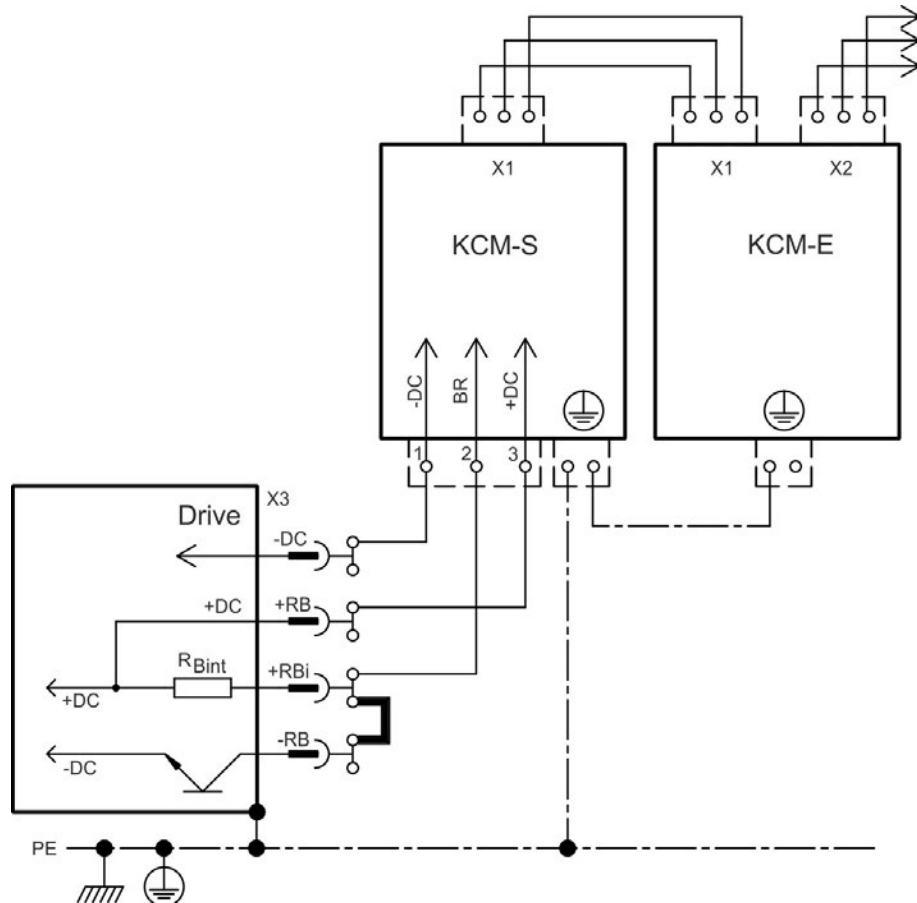 X1
X1
X2
KCM-S
KCM-E
-DC
BR
+DC
1
2
3
X3
Drive
-DC
+DC
+RB
RBint
+RBi
+DC
-RB
-DC
PE